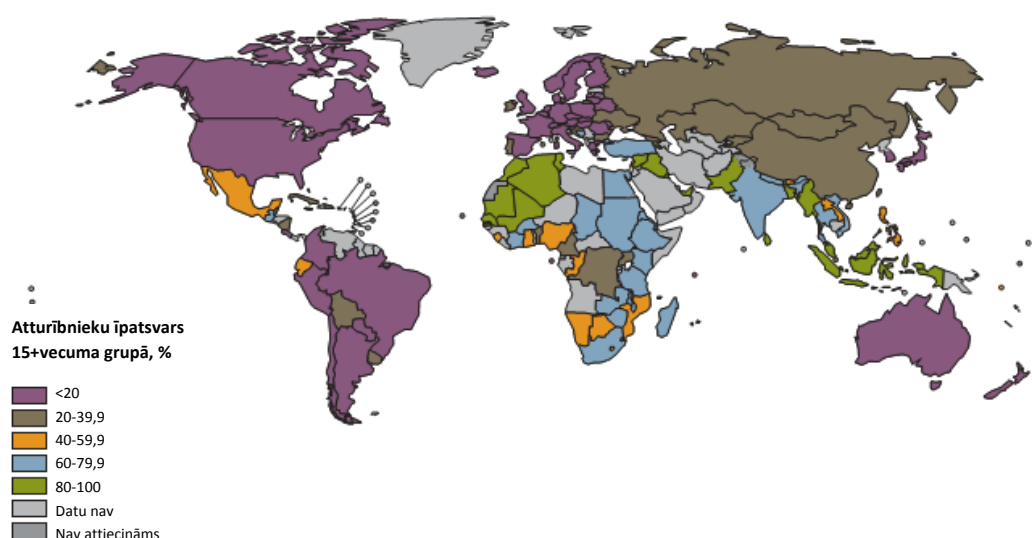 Atturībnieku īpatsvars
15+vecuma grupā, %
<20
20-39,9
40-59,9
60-79,9
80-100
Datu nav
Nav attiecināms